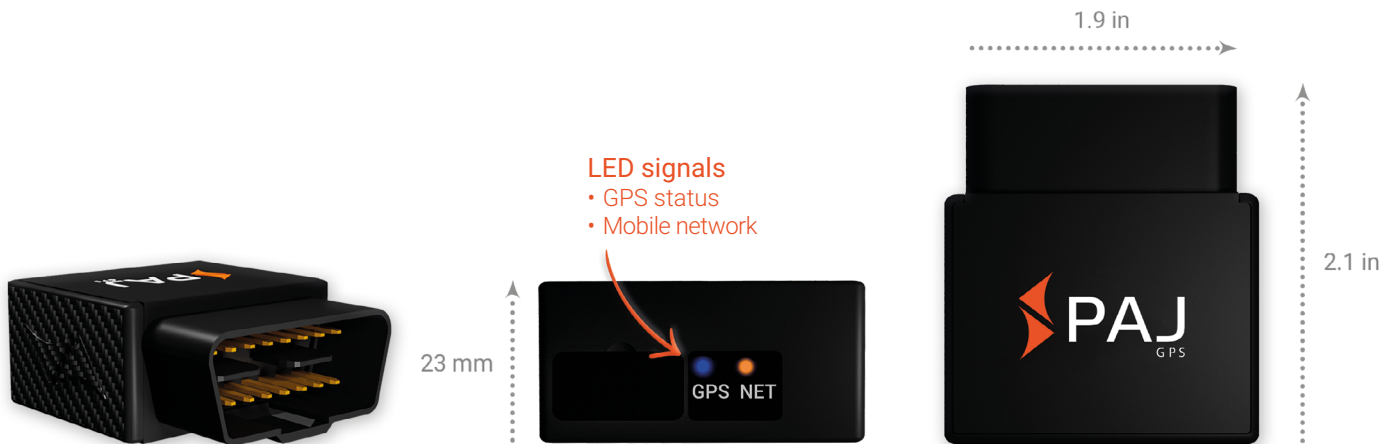 1.9 in
LED signals
• GPS status
• Mobile network
2.1 in
23 mm
GPS NET
PAJ
GPS
PAJ